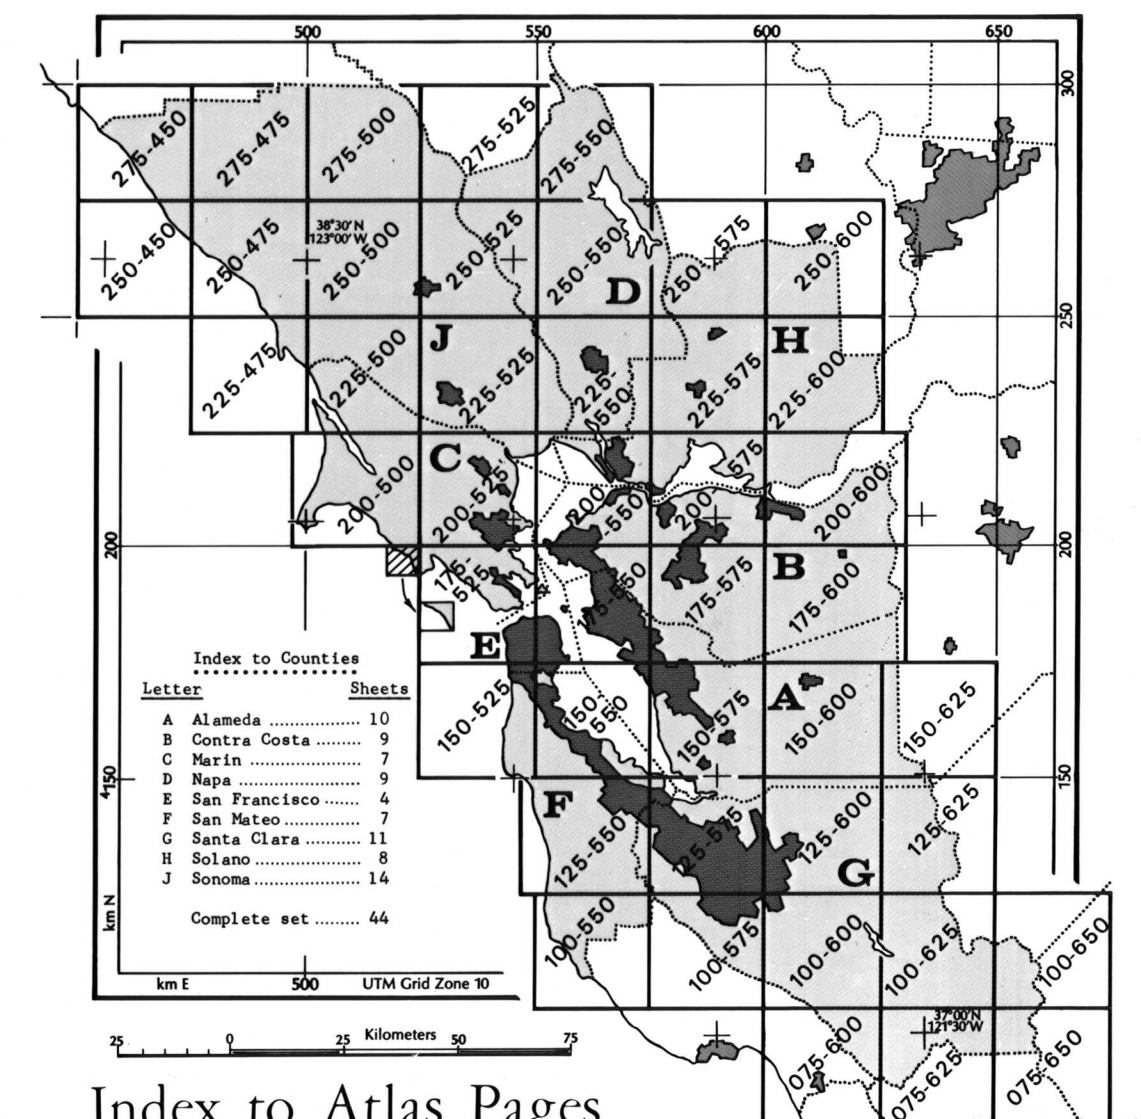 500 550 600 650
300
275-450 275-475 275-500 275-525 275-550
38°30'N
123°00'W
250-450 250-475 250-500 250-525 250-550 250-575 250-600
D
250
J H
225-475 225-500 225-525 225-550 225-575 225-600
C
200-500 200-525 200-550 200-575 200-600
200 200
B
175-525 175-550 175-575 175-600
E
Index to Counties
Letter Sheets
A Alameda .............. 10
B Contra Costa ........ 9
C Marin ................ 7
D Napa ................. 9
E San Francisco ...... 4
F San Mateo ............ 7
G Santa Clara .......... 11
H Solano ................ 8
J Sonoma ................ 14
Complete set ....... 44
A
150-525 150-550 150-575 150-600 150-625
4150 150
F
125-550 125-575 125-600 125-625
G
km N
100-550 100-575 100-600 100-625 100-650
km E 500 UTM Grid Zone 10
37°00'N
121°30'W
075-600 075-625 075-650
Kilometers
25 0 25 50 75
Index to Atlas Pages